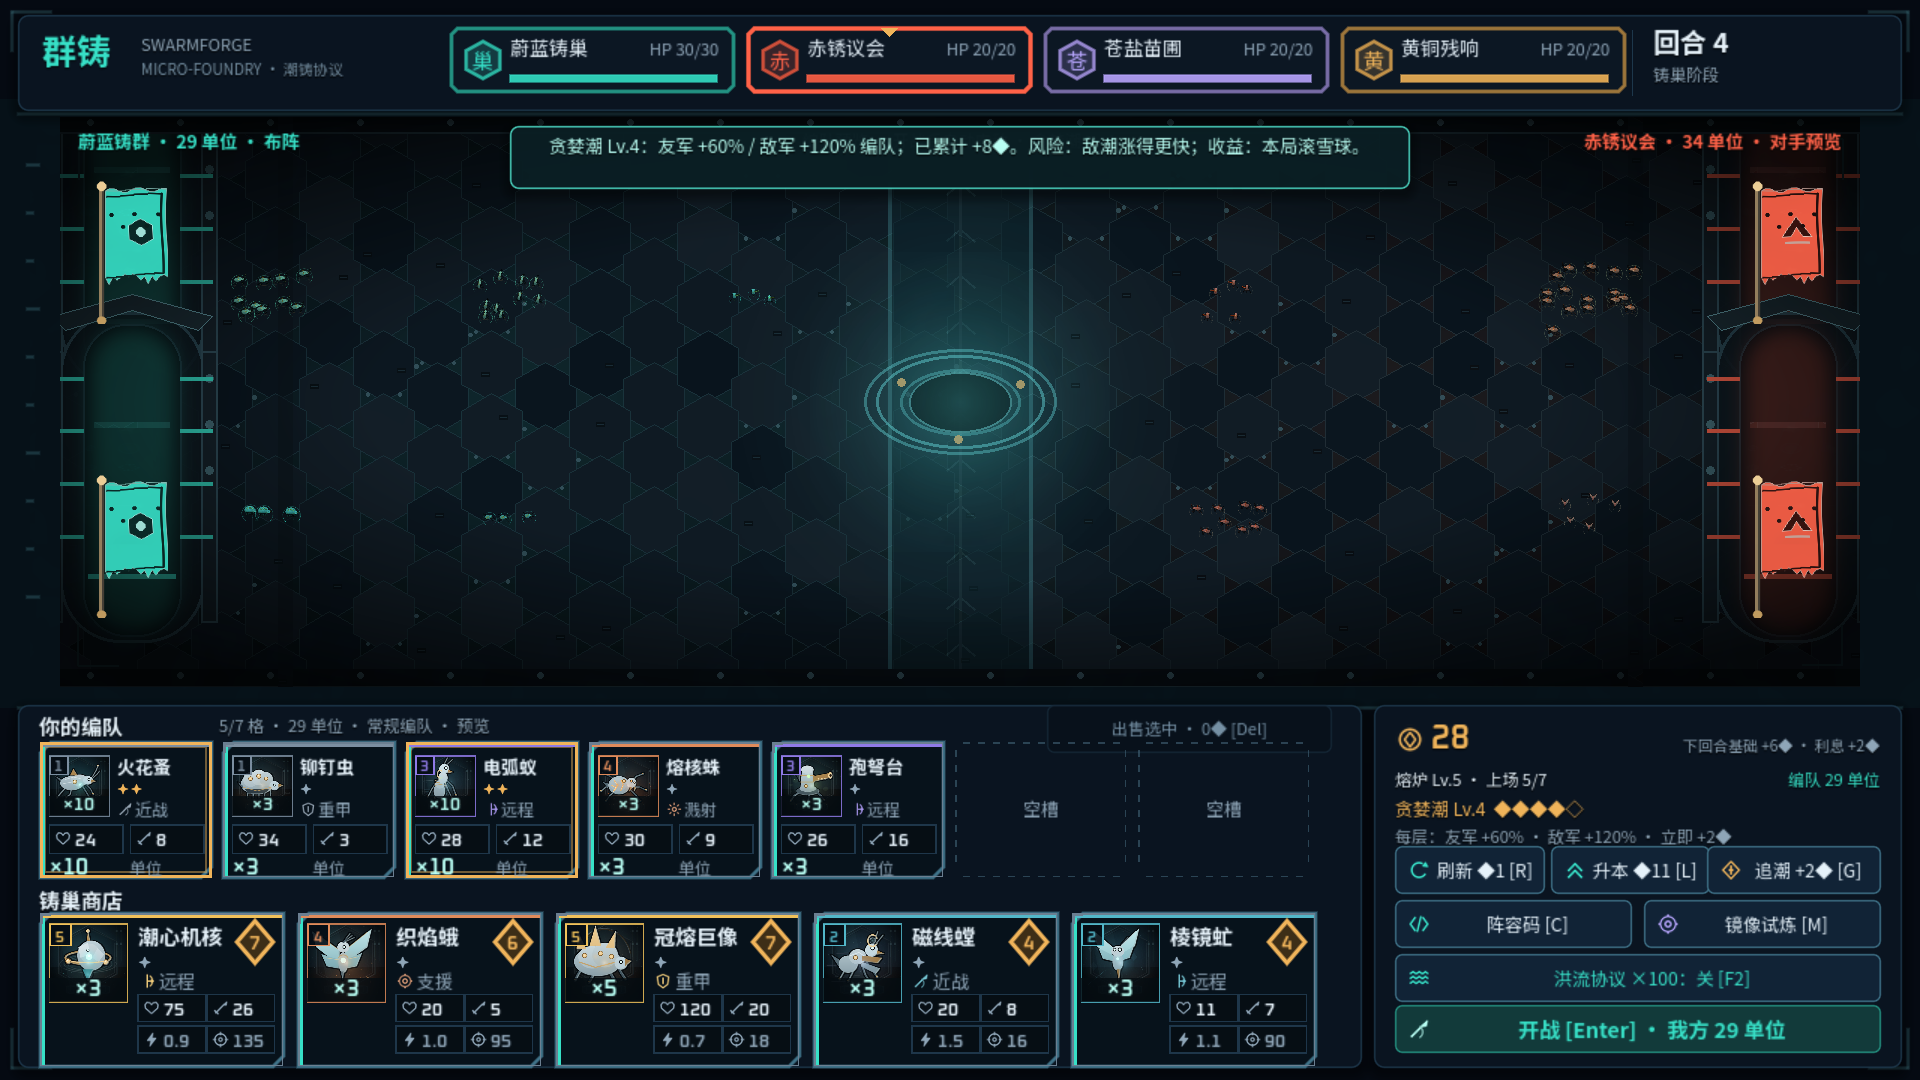 群铸
SWARMFORGE
MICRO-FOUNDRY · 潮铸协议
巢 蔚蓝铸巢 HP 30/30
赤 赤锈议会 HP 20/20
苍 苍盐苗圃 HP 20/20
黄 黄铜残响 HP 20/20
回合 4
铸巢阶段
蔚蓝铸群 · 29 单位 · 布阵
贪婪潮 Lv.4：友军 +60% / 敌军 +120% 编队；已累计 +8◆。风险：敌潮涨得更快；收益：本局滚雪球。
赤锈议会 · 34 单位 · 对手预览
你的编队
5/7 格 · 29 单位 · 常规编队 · 预览
出售选中 · 0◆ [Del]
1 火花蚤 ×10 近战 24 8 ×10 单位
1 铆钉虫 ×3 重甲 34 3 ×3 单位
3 电弧蚁 ×10 远程 28 12 ×10 单位
4 熔核蛛 ×3 溅射 30 9 ×3 单位
3 孢弩台 ×3 远程 26 16 ×3 单位
空槽
空槽
铸巢商店
5 潮心机核 7 ×3 远程 75 26 0.9 135
4 织焰蛾 6 ×3 支援 20 5 1.0 95
5 冠熔巨像 7 ×5 重甲 120 20 0.7 18
2 磁线螳 4 ×3 近战 20 8 1.5 16
2 棱镜虻 4 ×3 远程 11 7 1.1 90
28
下回合基础 +6◆ · 利息 +2◆
熔炉 Lv.5 · 上场 5/7
编队 29 单位
贪婪潮 Lv.4 ◆◆◆◆◇
每层：友军 +60% · 敌军 +120% · 立即 +2◆
刷新 ◆1 [R]
升本 ◆11 [L]
追潮 +2◆ [G]
阵容码 [C]
镜像试炼 [M]
洪流协议 ×100：关 [F2]
开战 [Enter] · 我方 29 单位